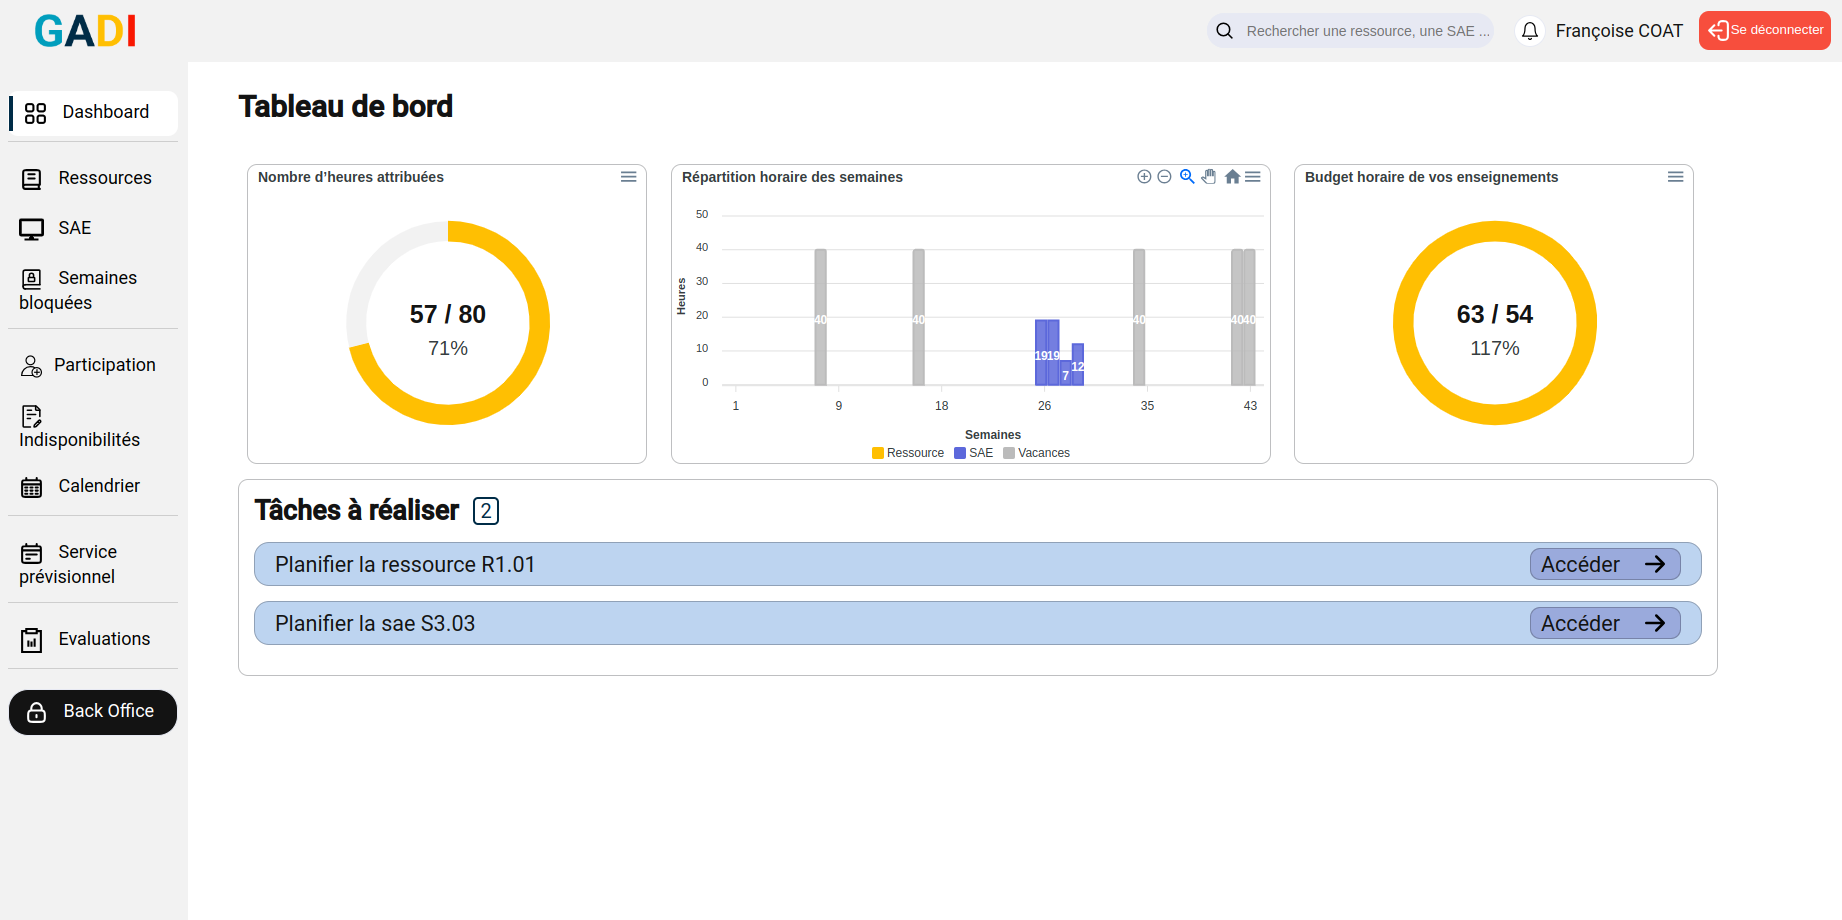 GADI
Rechercher une ressource, une SAE ...
Françoise COAT
Se déconnecter
Dashboard
Ressources
SAE
Semaines
bloquées
Participation
Indisponibilités
Calendrier
Service
prévisionnel
Evaluations
Back Office
Tableau de bord
Nombre d’heures attribuées
57 / 80
71%
Répartition horaire des semaines
Heures
50
40
30
20
10
0
40
40
19
19
7
12
40
40
40
1
9
18
26
35
43
Semaines
Ressource
SAE
Vacances
Budget horaire de vos enseignements
63 / 54
117%
Tâches à réaliser 2
Planifier la ressource R1.01
Accéder
Planifier la sae S3.03
Accéder